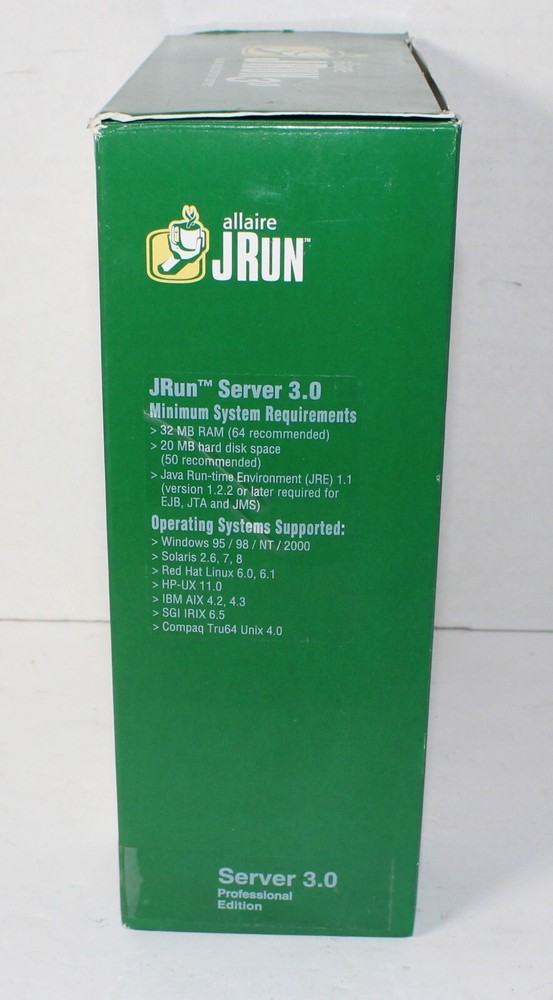 allaire
JRUN™
JRun™ Server 3.0
Minimum System Requirements
> 32 MB RAM (64 recommended)
> 20 MB hard disk space
(50 recommended)
> Java Run-time Environment (JRE) 1.1
(version 1.2.2 or later required for
EJB, JTA and JMS)
Operating Systems Supported:
> Windows 95 / 98 / NT / 2000
> Solaris 2.6, 7, 8
> Red Hat Linux 6.0, 6.1
> HP-UX 11.0
> IBM AIX 4.2, 4.3
> SGI IRIX 6.5
> Compaq Tru64 Unix 4.0
Server 3.0
Professional
Edition